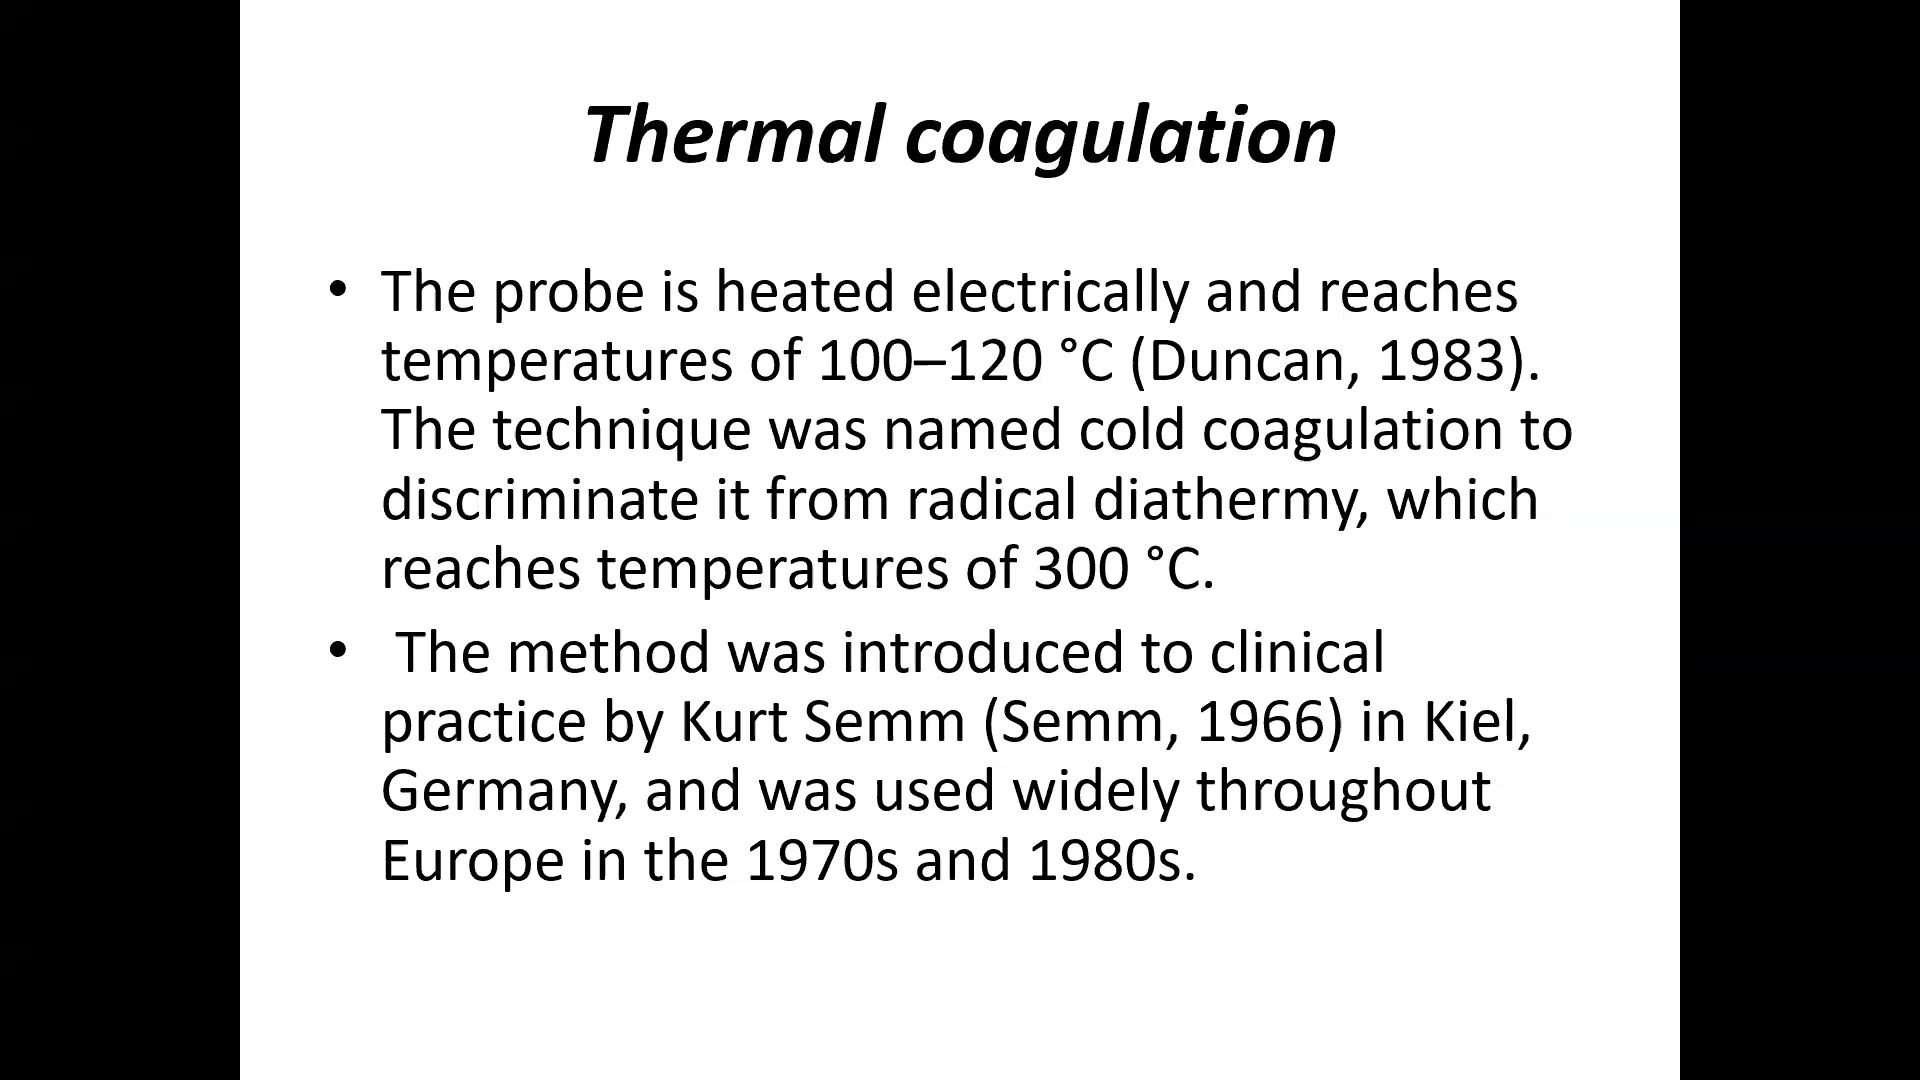 Thermal coagulation
• The probe is heated electrically and reaches
temperatures of 100–120 °C (Duncan, 1983).
The technique was named cold coagulation to
discriminate it from radical diathermy, which
reaches temperatures of 300 °C.
• The method was introduced to clinical
practice by Kurt Semm (Semm, 1966) in Kiel,
Germany, and was used widely throughout
Europe in the 1970s and 1980s.